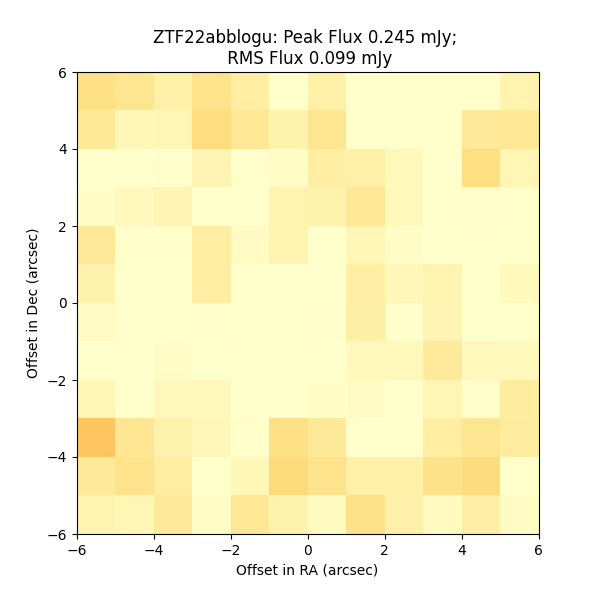 ZTF22abblogu: Peak Flux 0.245 mJy;
RMS Flux 0.099 mJy
6
4
2
0
−2
−4
−6
Offset in Dec (arcsec)
−6 −4 −2 0 2 4 6
Offset in RA (arcsec)